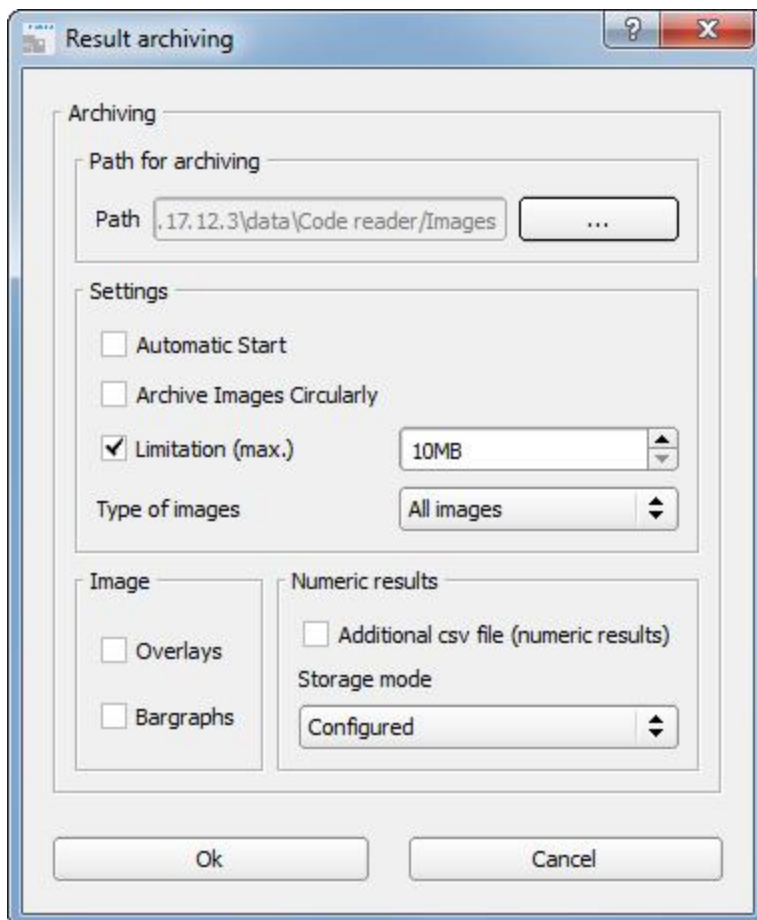 Result archiving
Archiving
Path for archiving
Path .17.12.3\data\Code reader/Images ...
Settings
Automatic Start
Archive Images Circularly
Limitation (max.) 10MB
Type of images All images
Image
Overlays
Bargraphs
Numeric results
Additional csv file (numeric results)
Storage mode
Configured
Ok Cancel